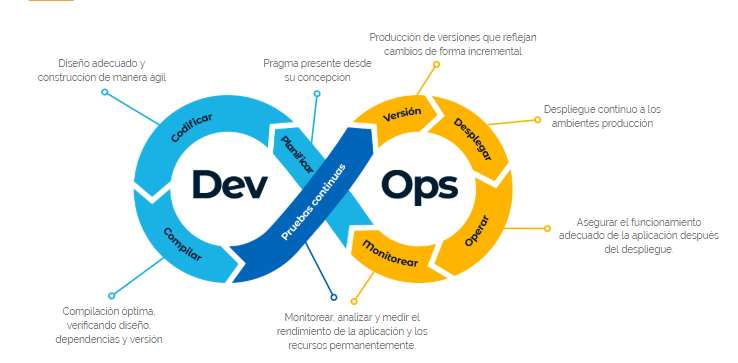 Producción de versiones que reflejan
cambios de forma incremental
Diseño adecuado y
construcción de manera ágil
Pragma presente desde
su concepción
Despliegue continuo a los
ambientes producción
Codificar
Planificar
Versión
Desplegar
Dev
Ops
Pruebas continuas
Compilar
Monitorear
Operar
Asegurar el funcionamiento
adecuado de la aplicación después
del despliegue.
Compilación óptima,
verificando diseño,
dependencias y versión
Monitorear, analizar y medir el
rendimiento de la aplicación y los
recursos permanentemente.